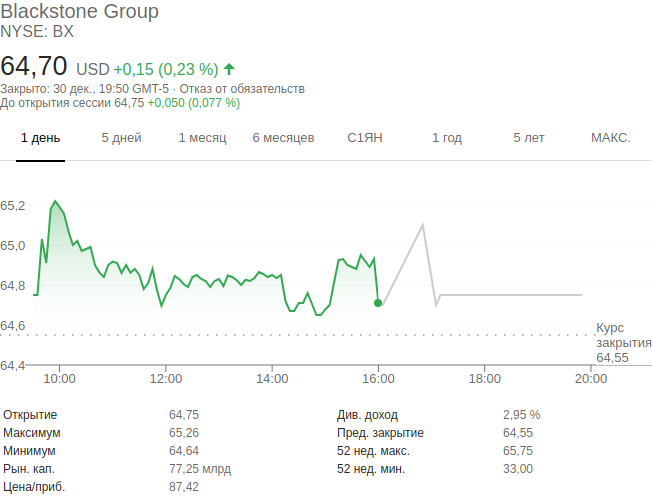 Blackstone Group
NYSE: BX
64,70 USD +0,15 (0,23 %)
Закрыто: 30 дек., 19:50 GMT-5 · Отказ от обязательств
До открытия сессии 64,75 +0,050 (0,077 %)
1 день 5 дней 1 месяц 6 месяцев С1ЯН 1 год 5 лет МАКС.
65,2
65,0
64,8
64,6
Курс
закрытия
64,55
64,4
10:00 12:00 14:00 16:00 18:00 20:00
Открытие 64,75 Див. доход 2,95 %
Максимум 65,26 Пред. закрытие 64,55
Минимум 64,64 52 нед. макс. 65,75
Рын. кап. 77,25 млрд 52 нед. мин. 33,00
Цена/приб. 87,42